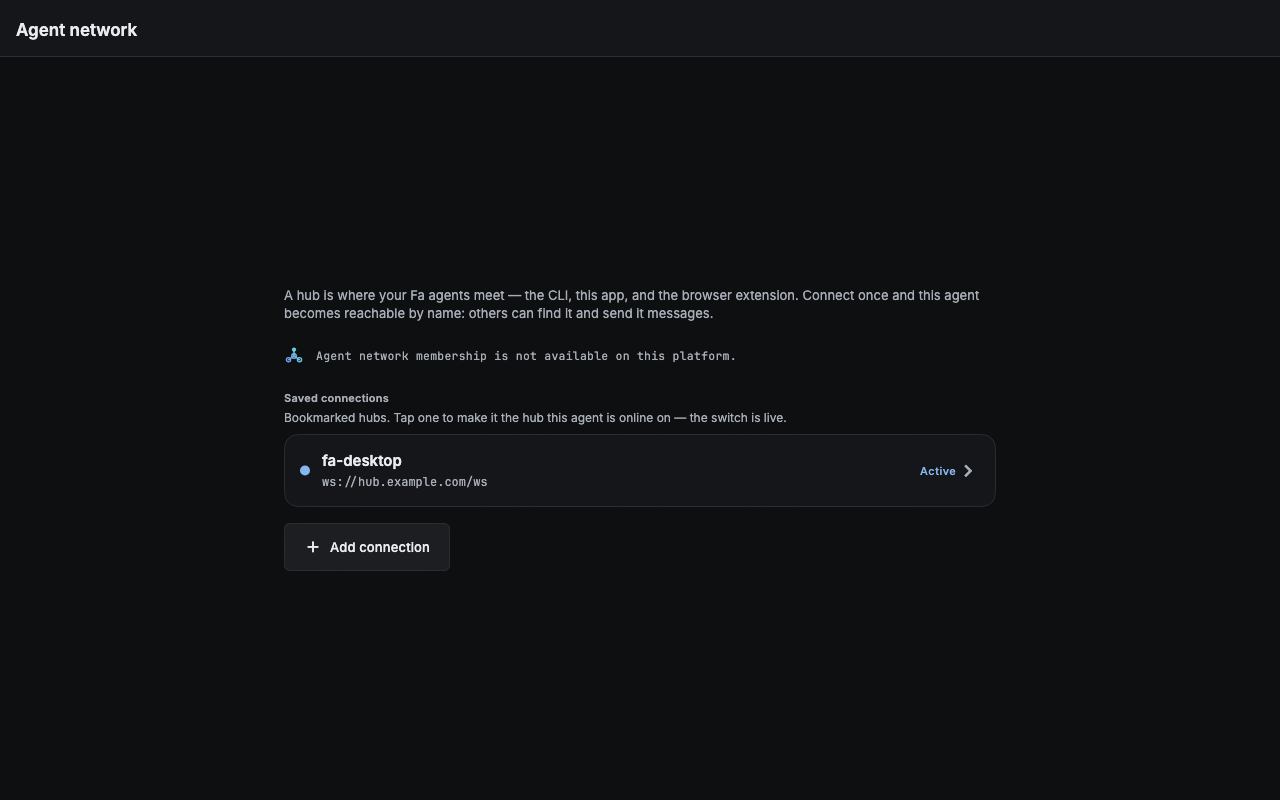 Agent network
A hub is where your Fa agents meet — the CLI, this app, and the browser extension. Connect once and this agent
becomes reachable by name: others can find it and send it messages.
Agent network membership is not available on this platform.
Saved connections
Bookmarked hubs. Tap one to make it the hub this agent is online on — the switch is live.
fa-desktop
ws://hub.example.com/ws
Active
Add connection